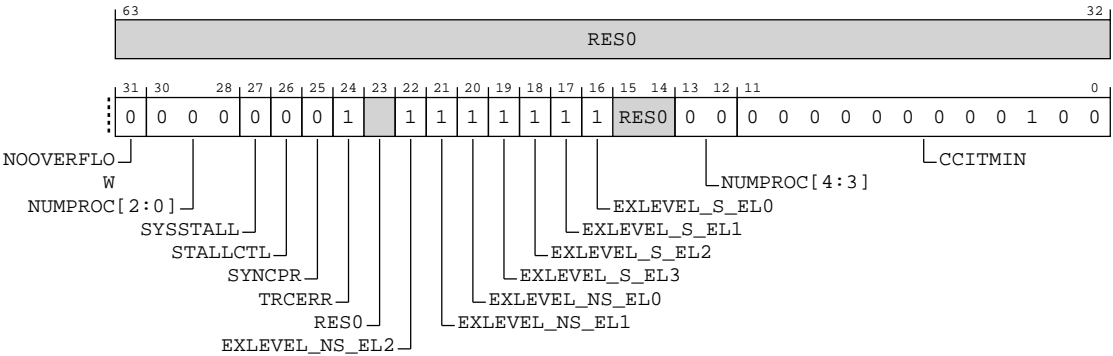 63 32
RES0
31 30 28 27 26 25 24 23 22 21 20 19 18 17 16 15 14 13 12 11 0
0 0 0 0 0 0 0 1 1 1 1 1 1 1 1 RES0 0 0 0 0 0 0 0 0 0 0 0 1 0 0
NOOVERFLO
W
CCITMIN
NUMPROC[4:3]
NUMPROC[2:0]
EXLEVEL_S_EL0
SYSSTALL
EXLEVEL_S_EL1
STALLCTL
EXLEVEL_S_EL2
SYNCPR
EXLEVEL_S_EL3
TRCERR
EXLEVEL_NS_EL0
RES0
EXLEVEL_NS_EL1
EXLEVEL_NS_EL2